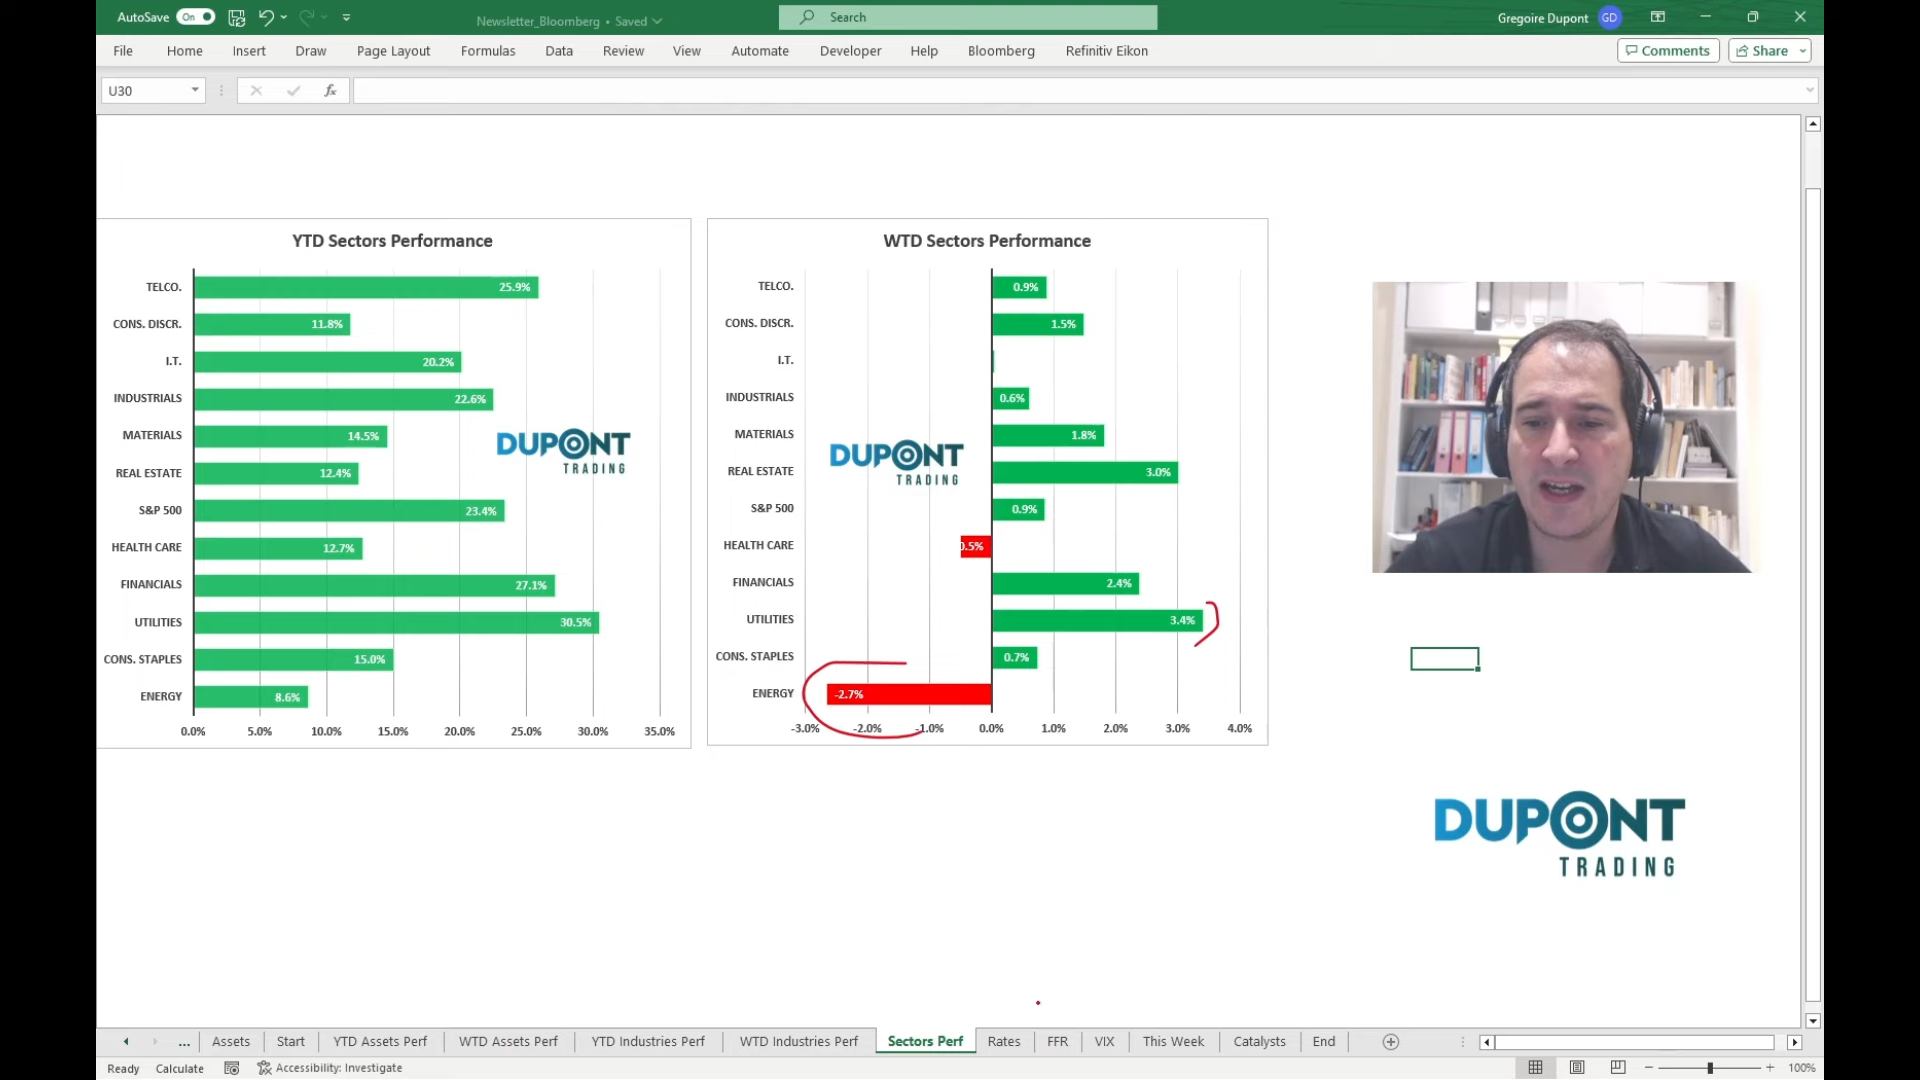 AutoSave On Newsletter_Bloomberg • Saved Search Gregoire Dupont GD
File Home Insert Draw Page Layout Formulas Data Review View Automate Developer Help Bloomberg Refinitiv Eikon Comments Share
U30 fx
YTD Sectors Performance
TELCO. 25.9%
CONS. DISCR. 11.8%
I.T. 20.2%
INDUSTRIALS 22.6%
MATERIALS 14.5%
REAL ESTATE 12.4%
S&P 500 23.4%
HEALTH CARE 12.7%
FINANCIALS 27.1%
UTILITIES 30.5%
CONS. STAPLES 15.0%
ENERGY 8.6%
0.0% 5.0% 10.0% 15.0% 20.0% 25.0% 30.0% 35.0%
DUPONT
TRADING
WTD Sectors Performance
TELCO. 0.9%
CONS. DISCR. 1.5%
I.T.
INDUSTRIALS 0.6%
MATERIALS 1.8%
REAL ESTATE 3.0%
S&P 500 0.9%
HEALTH CARE 0.5%
FINANCIALS 2.4%
UTILITIES 3.4%
CONS. STAPLES 0.7%
ENERGY -2.7%
-3.0% -2.0% -1.0% 0.0% 1.0% 2.0% 3.0% 4.0%
DUPONT
TRADING
DUPONT
TRADING
... Assets Start YTD Assets Perf WTD Assets Perf YTD Industries Perf WTD Industries Perf Sectors Perf Rates FFR VIX This Week Catalysts End
Ready Calculate Accessibility: Investigate 100%